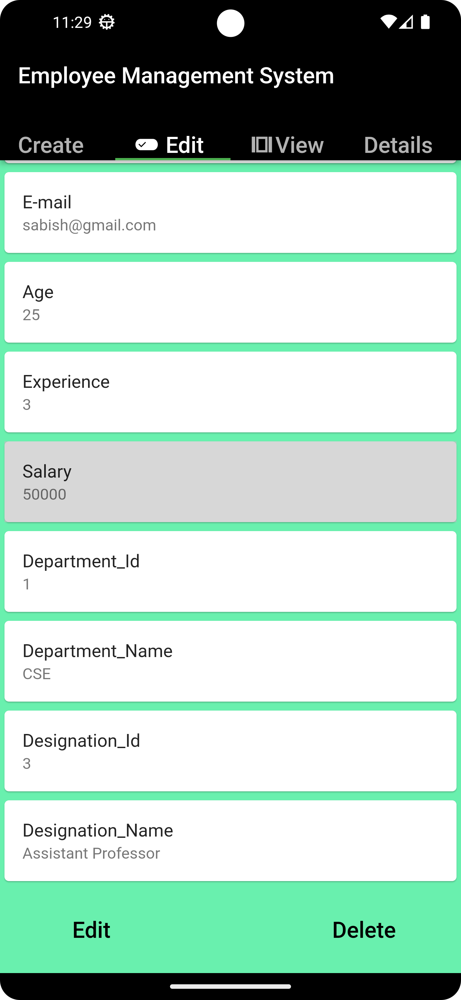 11:29
Employee Management System
Create Edit View Details
E-mail
sabish@gmail.com
Age
25
Experience
3
Salary
50000
Department_Id
1
Department_Name
CSE
Designation_Id
3
Designation_Name
Assistant Professor
Edit Delete